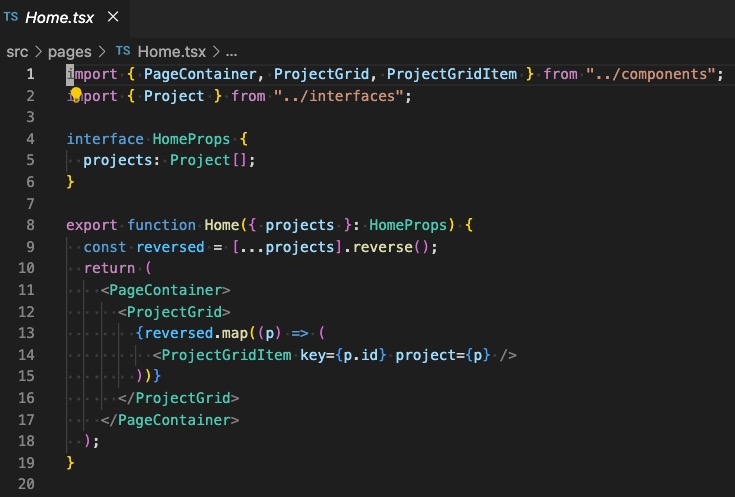 TS Home.tsx ×
src > pages > TS Home.tsx > ...
1 import { PageContainer, ProjectGrid, ProjectGridItem } from "../components";
2 import { Project } from "../interfaces";
3
4 interface HomeProps {
5   projects: Project[];
6 }
7
8 export function Home({ projects }: HomeProps) {
9   const reversed = [...projects].reverse();
10   return (
11     <PageContainer>
12       <ProjectGrid>
13         {reversed.map((p) => (
14           <ProjectGridItem key={p.id} project={p} />
15         ))}
16       </ProjectGrid>
17     </PageContainer>
18   );
19 }
20